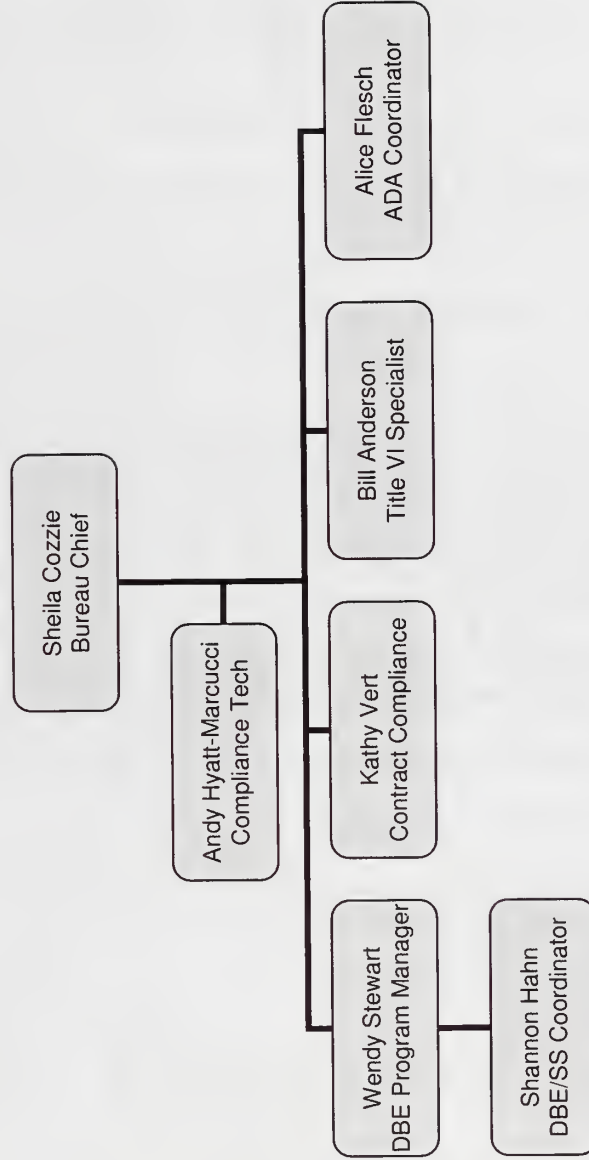 Sheila Cozzie
Bureau Chief
Andy Hyatt-Marcucci
Compliance Tech
Wendy Stewart
DBE Program Manager
Kathy Vert
Contract Compliance
Bill Anderson
Title VI Specialist
Alice Flesch
ADA Coordinator
Shannon Hahn
DBE/SS Coordinator